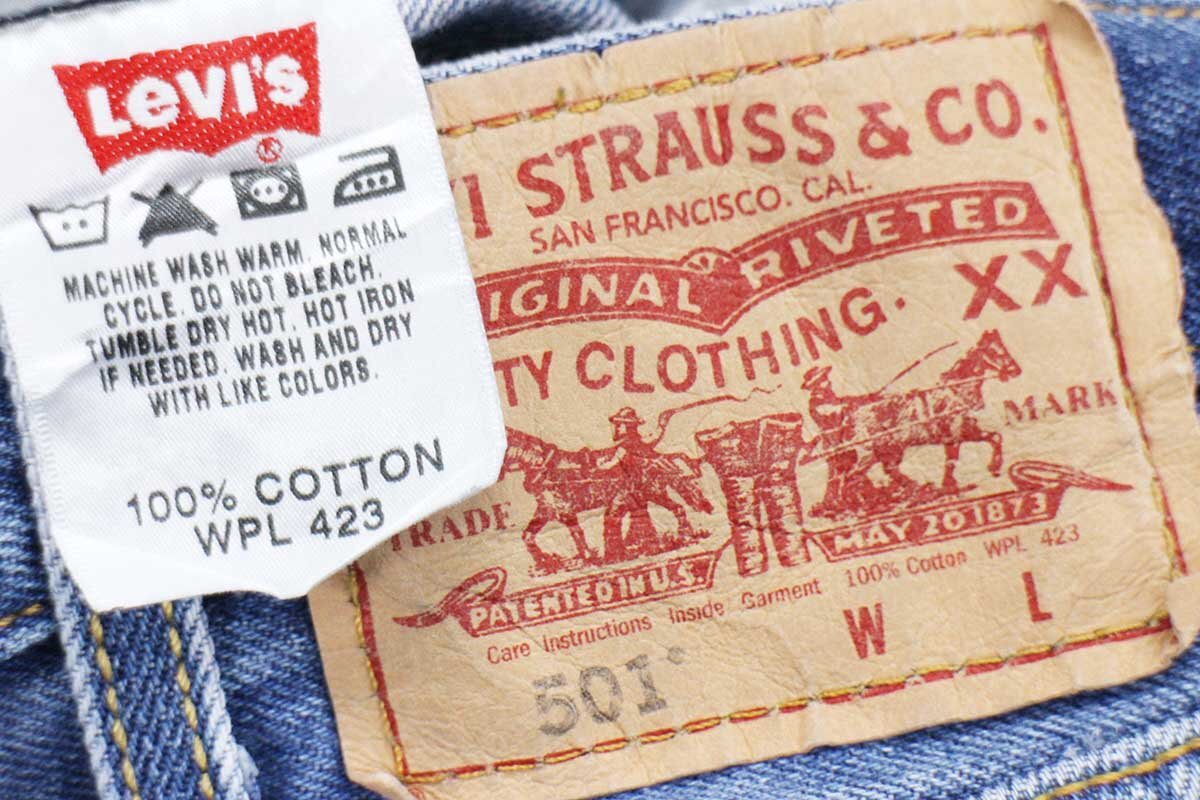 LEVI'S
®
MACHINE WASH WARM. NORMAL
CYCLE. DO NOT BLEACH.
TUMBLE DRY HOT. HOT IRON
IF NEEDED. WASH AND DRY
WITH LIKE COLORS.
100% COTTON
WPL 423
VI STRAUSS & CO.
SAN FRANCISCO. CAL.
IGINAL RIVETED
TY CLOTHING. XX
TRADE MARK
PATENTED IN U.S. MAY 20 1873
Care Instructions Inside Garment 100% Cotton WPL 423
W L
501